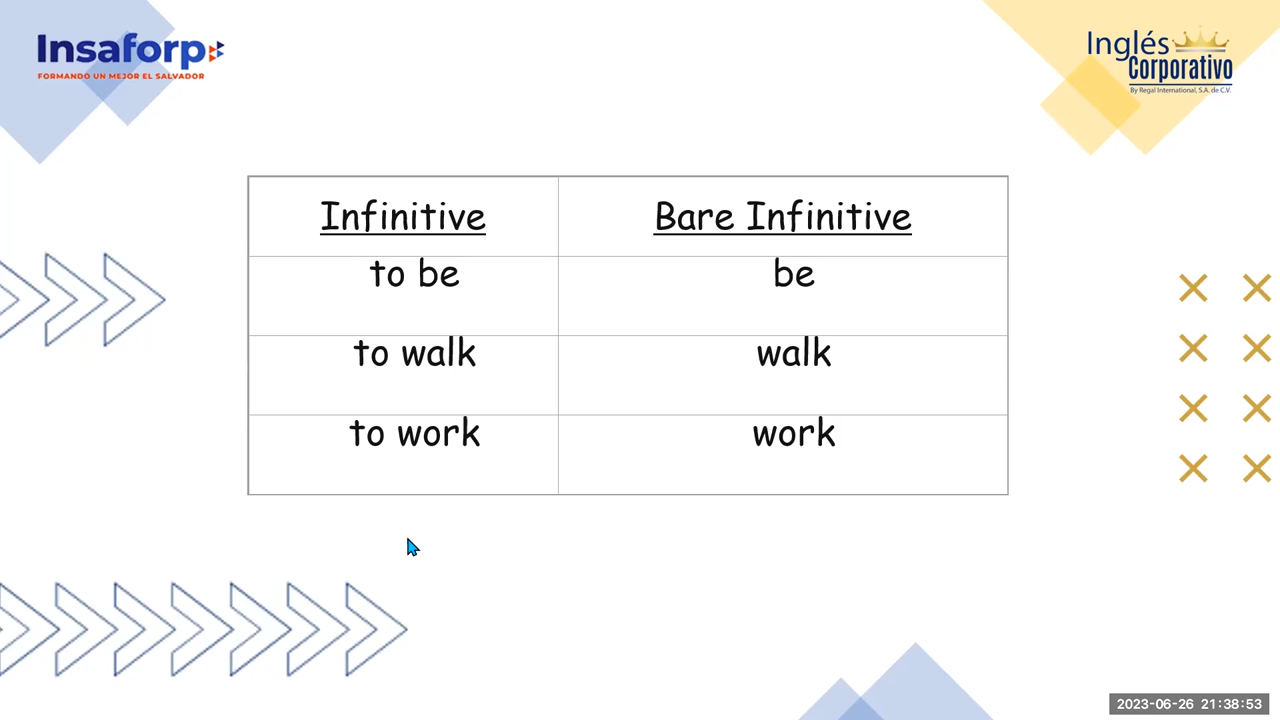 Insaforp
FORMANDO UN MEJOR EL SALVADOR
Inglés
Corporativo
By Regal International, S.A. de C.V.
Infinitive Bare Infinitive
to be be
to walk walk
to work work
2023-06-26 21:38:53